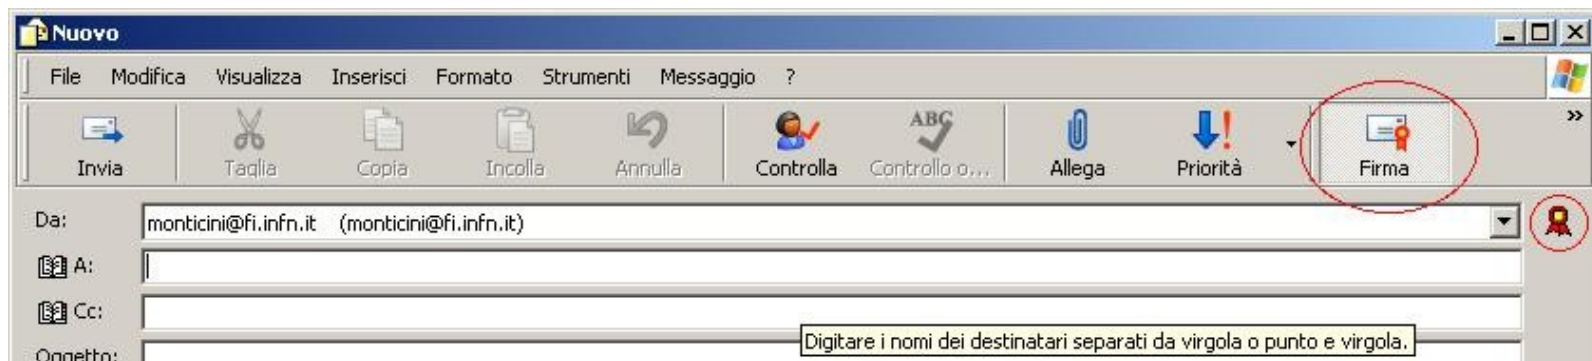 Nuovo
File Modifica Visualizza Inserisci Formato Strumenti Messaggio ?
ABC
Invia Taglia Copia Incolla Annulla Controlla Controllo o... Allega Priorità Firma
Da: monticini@fi.infn.it (monticini@fi.infn.it)
A:
Cc:
Digitare i nomi dei destinatari separati da virgola o punto e virgola.
Oggetto: